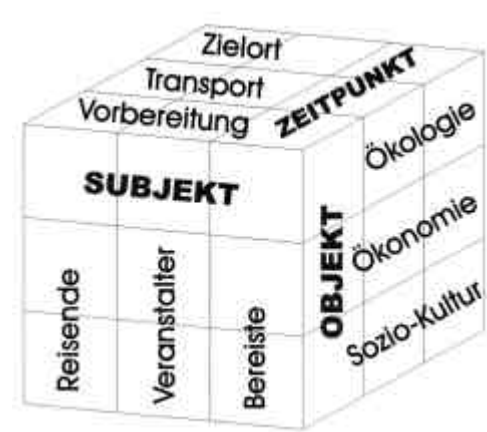 Zielort
Transport
Vorbereitung
ZEITPUNKT
SUBJEKT
Reisende
Veranstalter
Bereiste
OBJEKT
Ökologie
Ökonomie
Sozio-Kultur